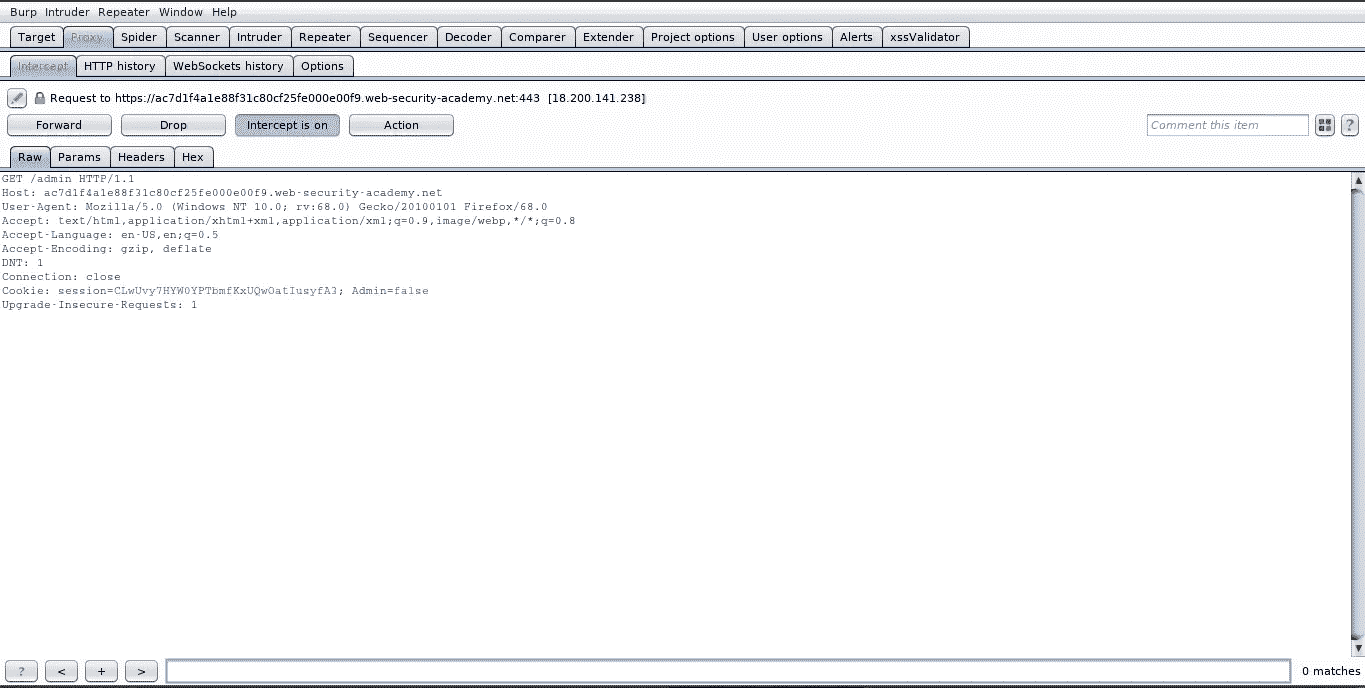 Burp Intruder Repeater Window Help
Target Proxy Spider Scanner Intruder Repeater Sequencer Decoder Comparer Extender Project options User options Alerts xssValidator
Intercept HTTP history WebSockets history Options
Request to https://ac7d1f4a1e88f31c80cf25fe000e00f9.web-security-academy.net:443 [18.200.141.238]
Forward Drop Intercept is on Action Comment this item ?
Raw Params Headers Hex
GET /admin HTTP/1.1
Host: ac7d1f4a1e88f31c80cf25fe000e00f9.web-security-academy.net
User-Agent: Mozilla/5.0 (Windows NT 10.0; rv:68.0) Gecko/20100101 Firefox/68.0
Accept: text/html,application/xhtml+xml,application/xml;q=0.9,image/webp,*/*;q=0.8
Accept-Language: en-US,en;q=0.5
Accept-Encoding: gzip, deflate
DNT: 1
Connection: close
Cookie: session=CLwUvy7HYW0YPTbmfKxUQwOatIusyfA3; Admin=false
Upgrade-Insecure-Requests: 1
? < + > 0 matches